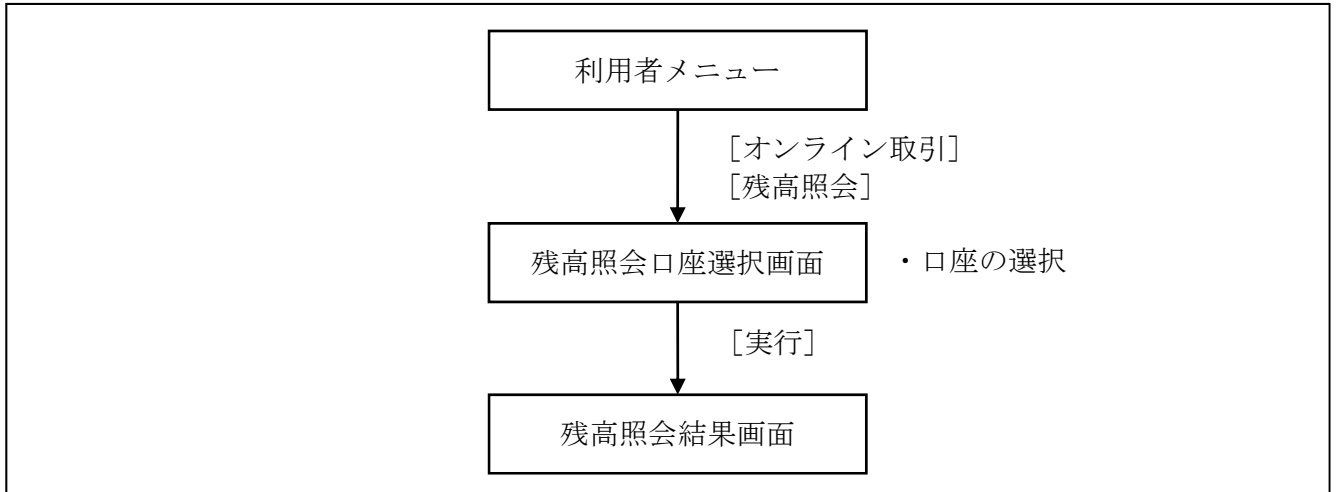 利用者メニュー
［オンライン取引］
［残高照会］
残高照会口座選択画面
・口座の選択
［実行］
残高照会結果画面